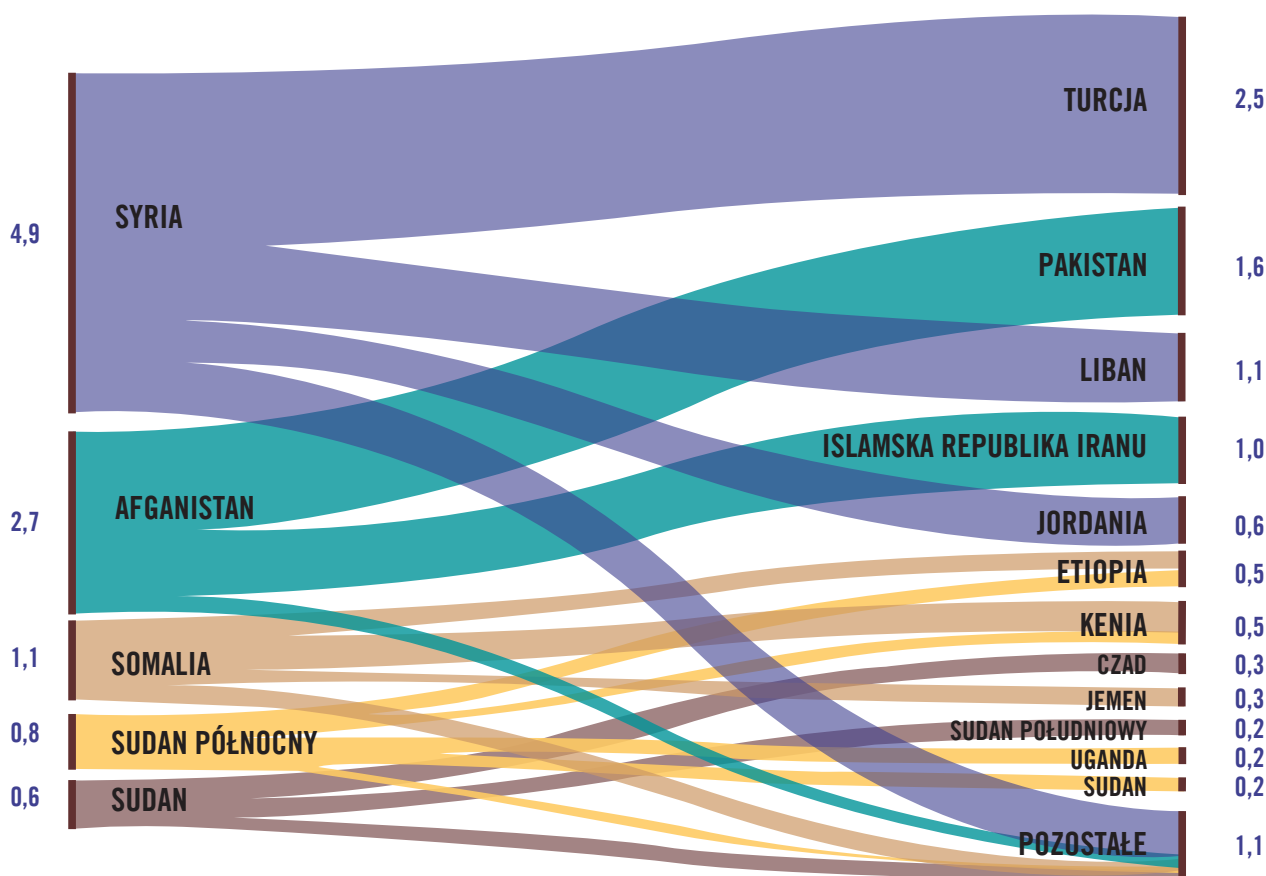 4,9
SYRIA
2,7
AFGANISTAN
1,1
SOMALIA
0,8
SUDAN PÓŁNOCNY
0,6
SUDAN
TURCJA
2,5
PAKISTAN
1,6
LIBAN
1,1
ISLAMSKA REPUBLIKA IRANU
1,0
JORDANIA
0,6
ETIOPIA
0,5
KENIA
0,5
CZAD
0,3
JEMEN
0,3
SUDAN POŁUDNIOWY
0,2
UGANDA
0,2
SUDAN
0,2
POZOSTAŁE
1,1